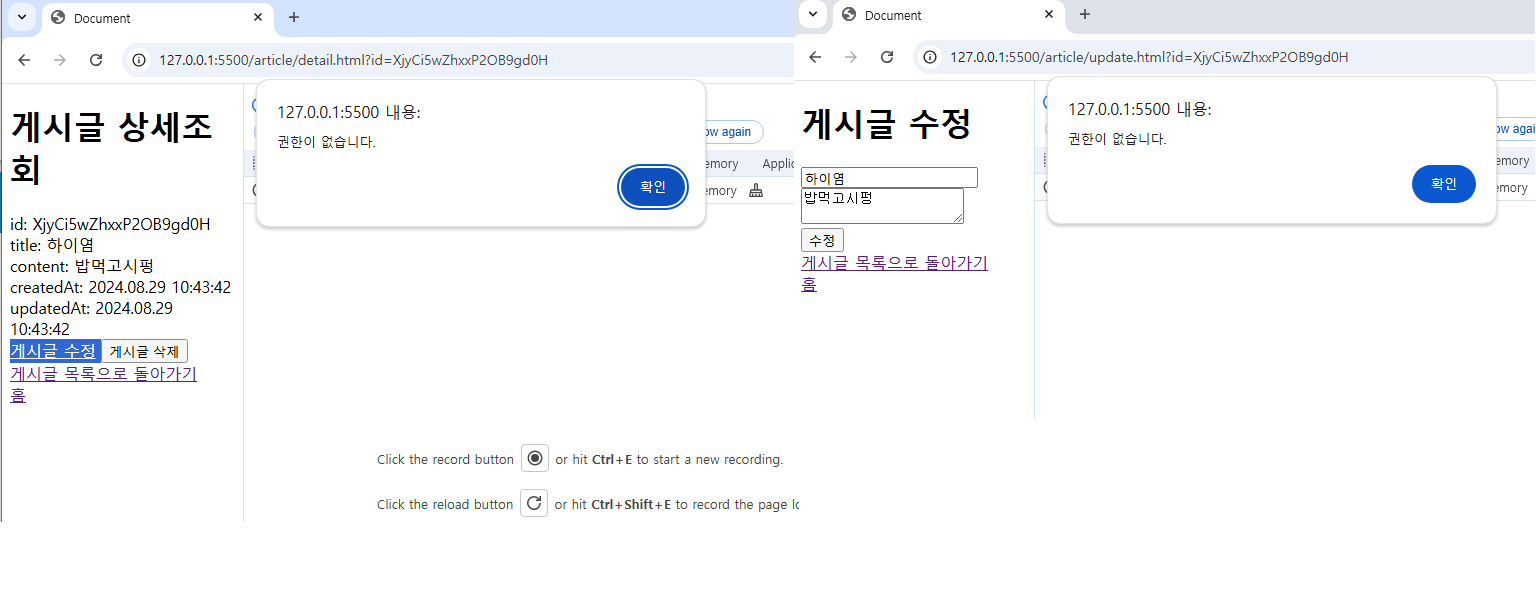 Document
127.0.0.1:5500/article/detail.html?id=XjyCi5wZhxxP2OB9gd0H
게시글 상세조
회
id: XjyCi5wZhxxP2OB9gd0H
title: 하이염
content: 밥먹고시펑
createdAt: 2024.08.29 10:43:42
updatedAt: 2024.08.29
10:43:42
게시글 수정 게시글 삭제
게시글 목록으로 돌아가기
홈
127.0.0.1:5500 내용:
권한이 없습니다.
확인
ow again
emory Applic
emory
Click the record button or hit Ctrl+E to start a new recording.
Click the reload button or hit Ctrl+Shift+E to record the page lo
Document
127.0.0.1:5500/article/update.html?id=XjyCi5wZhxxP2OB9gd0H
게시글 수정
하이염
밥먹고시펑
수정
게시글 목록으로 돌아가기
홈
127.0.0.1:5500 내용:
권한이 없습니다.
확인
ow agai
emory
emory